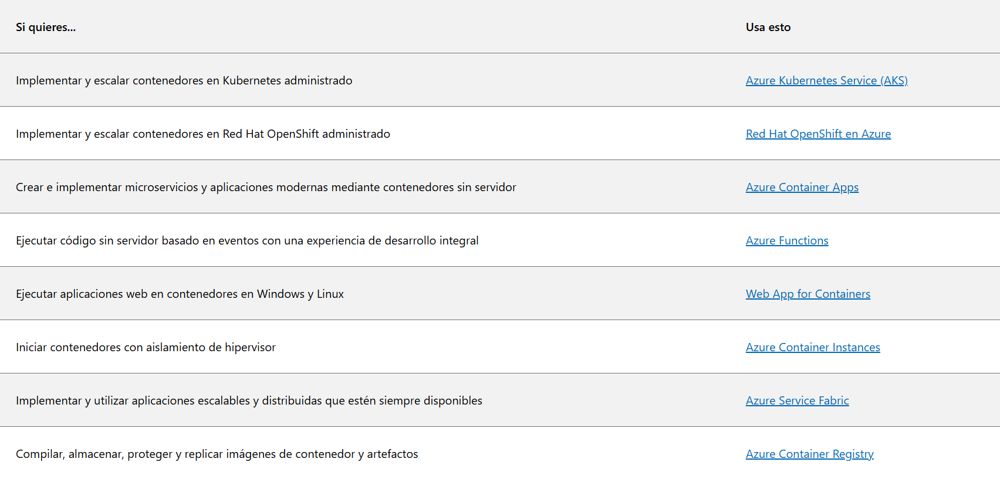 Si quieres...
Usa esto
Implementar y escalar contenedores en Kubernetes administrado
Azure Kubernetes Service (AKS)
Implementar y escalar contenedores en Red Hat OpenShift administrado
Red Hat OpenShift en Azure
Crear e implementar microservicios y aplicaciones modernas mediante contenedores sin servidor
Azure Container Apps
Ejecutar código sin servidor basado en eventos con una experiencia de desarrollo integral
Azure Functions
Ejecutar aplicaciones web en contenedores en Windows y Linux
Web App for Containers
Iniciar contenedores con aislamiento de hipervisor
Azure Container Instances
Implementar y utilizar aplicaciones escalables y distribuidas que estén siempre disponibles
Azure Service Fabric
Compilar, almacenar, proteger y replicar imágenes de contenedor y artefactos
Azure Container Registry